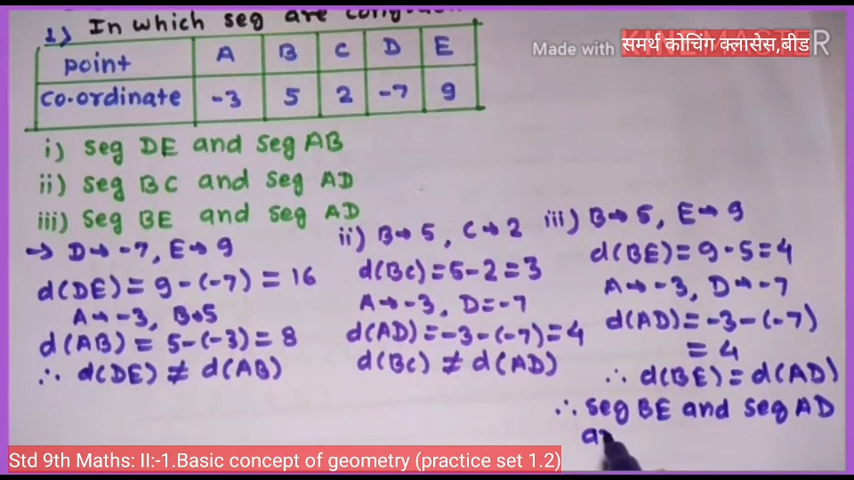 1) In which seg are congruen
Made with KINEMASTER
समर्थ कोचिंग क्लासेस,बीड
point A B C D E
co-ordinate -3 5 2 -7 9
i) seg DE and seg AB
ii) seg BC and seg AD
iii) seg BE and seg AD
→ D→ -7, E→ 9
d(DE) = 9-(-7) = 16
A→ -3, B→5
d(AB) = 5-(-3) = 8
∴ d(DE) ≠ d(AB)
ii) B→ 5, C→ 2
d(BC) = 5-2 = 3
A→ -3, D= -7
d(AD) = -3-(-7) = 4
d(BC) ≠ d(AD)
iii) B→ 5, E→ 9
d(BE) = 9-5 = 4
A→ -3, D→ -7
d(AD) = -3-(-7)
= 4
∴ d(BE) = d(AD)
∴ seg BE and seg AD
a
Std 9th Maths: II:-1.Basic concept of geometry (practice set 1.2)